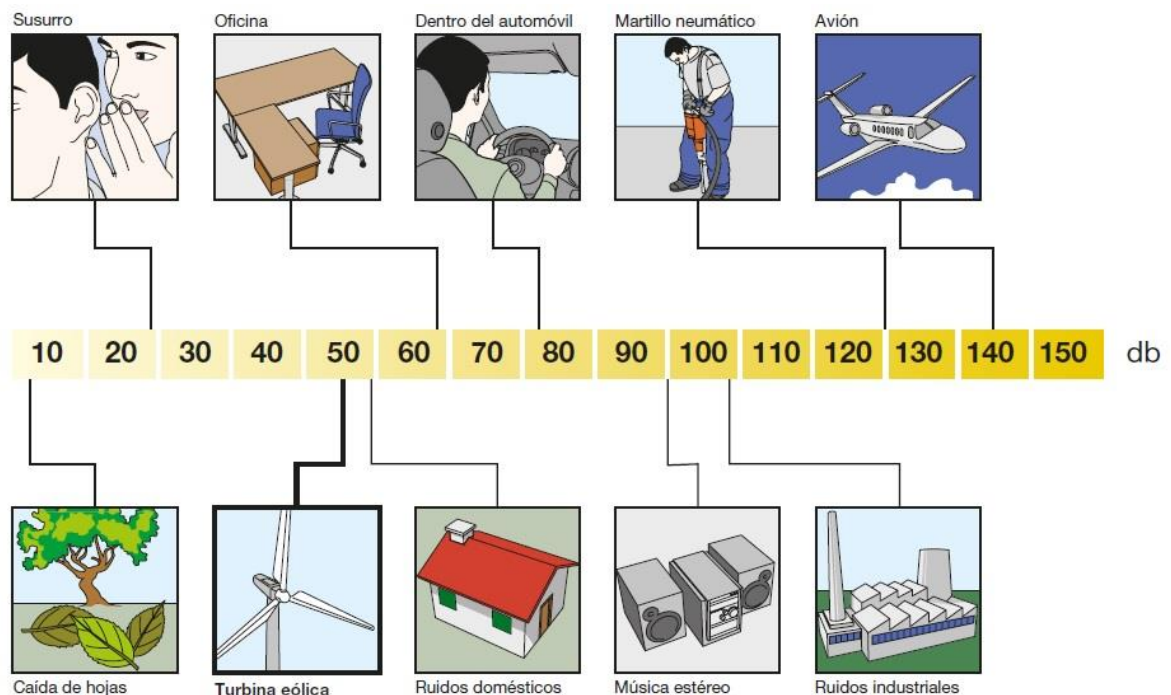 Susurro Oficina Dentro del automóvil Martillo neumático Avión
10 20 30 40 50 60 70 80 90 100 110 120 130 140 150 db
Caída de hojas Turbina eólica Ruidos domésticos Música estéreo Ruidos industriales